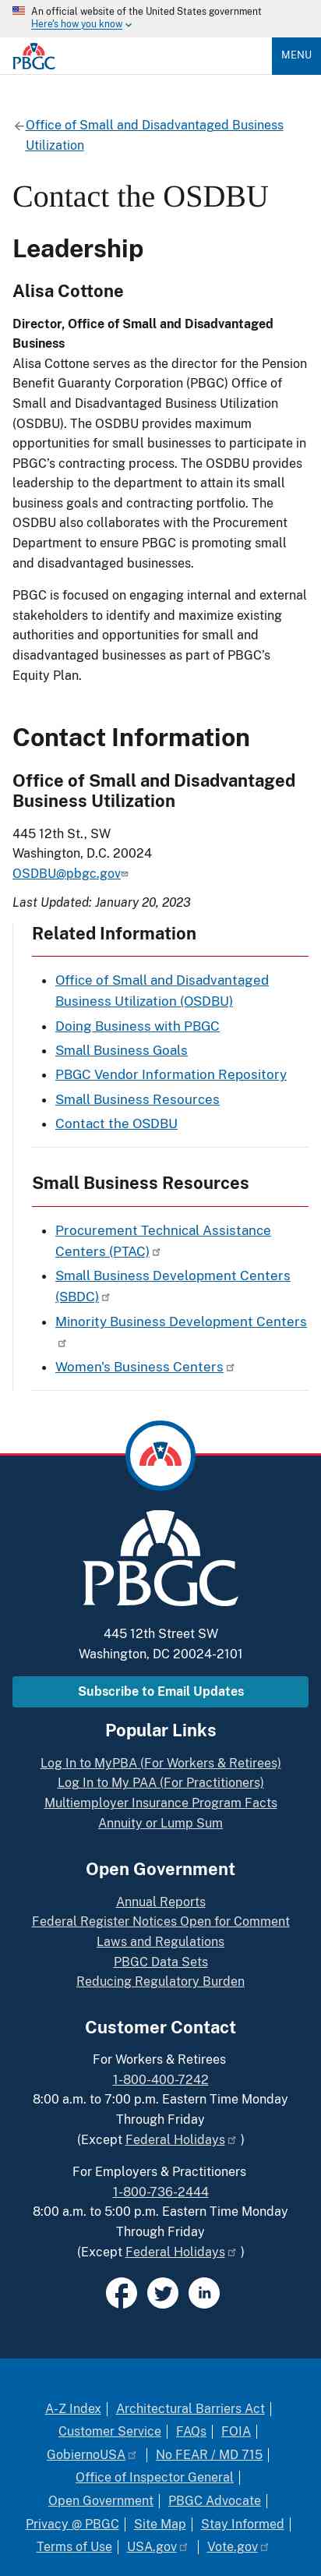 An official website of the United States government
Here's how you know
PBGC
MENU
Office of Small and Disadvantaged Business
Utilization
Contact the OSDBU
Leadership
Alisa Cottone
Director, Office of Small and Disadvantaged
Business
Alisa Cottone serves as the director for the Pension
Benefit Guaranty Corporation (PBGC) Office of
Small and Disadvantaged Business Utilization
(OSDBU). The OSDBU provides maximum
opportunities for small businesses to participate in
PBGC's contracting process. The OSDBU provides
leadership to the department to attain its small
business goals and contracting portfolio. The
OSDBU also collaborates with the Procurement
Department to ensure PBGC is promoting small
and disadvantaged businesses.
PBGC is focused on engaging internal and external
stakeholders to identify and maximize existing
authorities and opportunities for small and
disadvantaged businesses as part of PBGC's
Equity Plan.
Contact Information
Office of Small and Disadvantaged
Business Utilization
445 12th St., SW
Washington, D.C. 20024
OSDBU@pbgc.gov
Last Updated: January 20, 2023
Related Information
Office of Small and Disadvantaged
Business Utilization (OSDBU)
Doing Business with PBGC
Small Business Goals
PBGC Vendor Information Repository
Small Business Resources
Contact the OSDBU
Small Business Resources
Procurement Technical Assistance
Centers (PTAC)
Small Business Development Centers
(SBDC)
Minority Business Development Centers
Women's Business Centers
PBGC
445 12th Street SW
Washington, DC 20024-2101
Subscribe to Email Updates
Popular Links
Log In to MyPBA (For Workers & Retirees)
Log In to My PAA (For Practitioners)
Multiemployer Insurance Program Facts
Annuity or Lump Sum
Open Government
Annual Reports
Federal Register Notices Open for Comment
Laws and Regulations
PBGC Data Sets
Reducing Regulatory Burden
Customer Contact
For Workers & Retirees
1-800-400-7242
8:00 a.m. to 7:00 p.m. Eastern Time Monday
Through Friday
(Except Federal Holidays )
For Employers & Practitioners
1-800-736-2444
8:00 a.m. to 5:00 p.m. Eastern Time Monday
Through Friday
(Except Federal Holidays )
A-Z Index | Architectural Barriers Act |
Customer Service | FAQs | FOIA |
GobiernoUSA | No FEAR / MD 715 |
Office of Inspector General |
Open Government | PBGC Advocate |
Privacy @ PBGC | Site Map | Stay Informed |
Terms of Use | USA.gov | Vote.gov